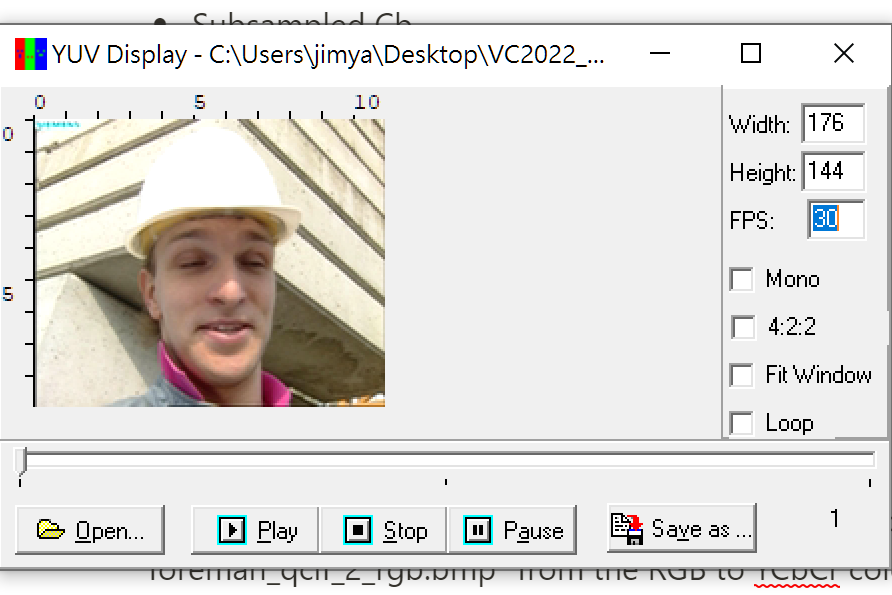 • Subsampled Cb
YUV Display - C:\Users\jimya\Desktop\VC2022_...
0 5 10
0
5
Width: 176
Height: 144
FPS: 30
Mono
4:2:2
Fit Window
Loop
Open... Play Stop Pause Save as ... 1
foreman_qcif_2_rgb.bmp" from the RGB to YCbCr